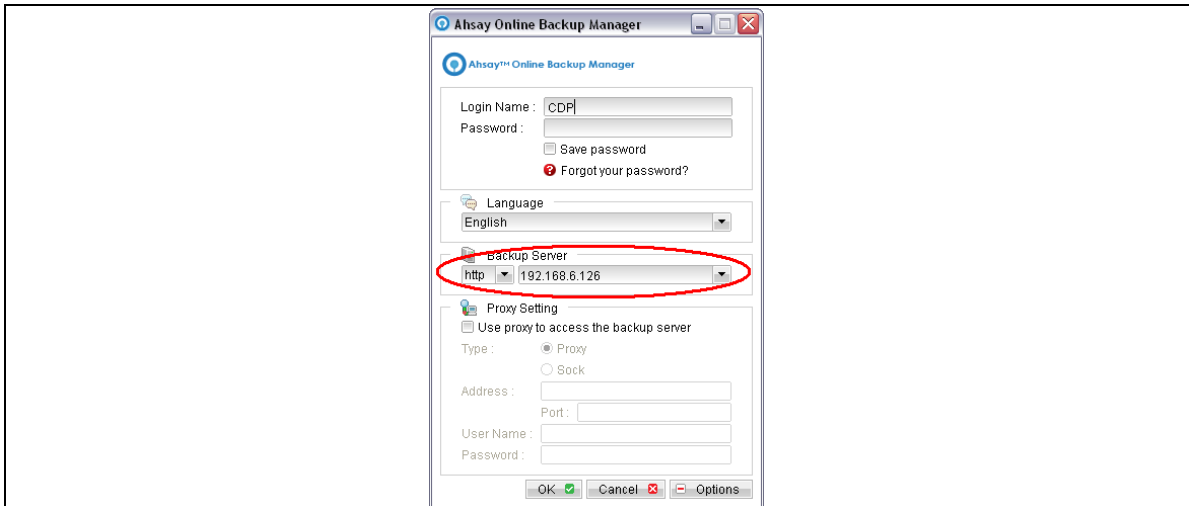 Ahsay Online Backup Manager
Ahsay™ Online Backup Manager
Login Name : CDP
Password :
Save password
Forgot your password?
Language
English
Backup Server
http 192.168.6.126
Proxy Setting
Use proxy to access the backup server
Type : Proxy
Sock
Address :
Port :
User Name :
Password :
OK Cancel Options